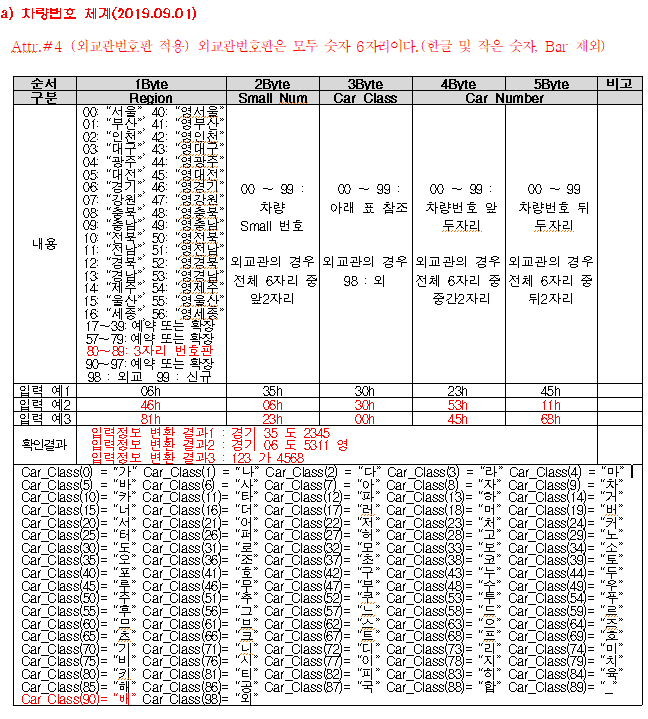 a) 차량번호 체계(2019.09.01)
Attr.#4 (외교관번호판 적용) 외교관번호판은 모두 숫자 6자리이다.(한글 및 작은 숫자, Bar 제외)
순서 1Byte 2Byte 3Byte 4Byte 5Byte 비고
구분 Region Small Num Car Class Car Number
내용
00: "서울", 40: "영서울"
01: "부산", 41: "영부산"
02: "인천", 42: "영인천"
03: "대구", 43: "영대구"
04: "광주", 44: "영광주"
05: "대전", 45: "영대전"
06: "경기", 46: "영경기"
07: "강원", 47: "영강원"
08: "충북", 48: "영충북"
09: "충남", 49: "영충남"
10: "전북", 50: "영전북"
11: "전남", 51: "영전남"
12: "경북", 52: "영경북"
13: "경남", 53: "영경남"
14: "제주", 54: "영제주"
15: "울산", 55: "영울산"
16: "세종", 56: "영세종"
17~39: 예약 또는 확장
57~79: 예약 또는 확장
80~89: 3자리 번호판
90~97: 예약 또는 확장
98 : 외교 99 : 신규
00 ~ 99 :
차량
Small 번호
외교관의 경우
전체 6자리 중
앞2자리
00 ~ 99 :
아래 표 참조
외교관의 경우
98 : 외
00 ~ 99 :
차량번호 앞
두자리
외교관의 경우
전체 6자리 중
중간2자리
00 ~ 99
차량번호 뒤
두자리
외교관의 경우
전체 6자리 중
뒤2자리
입력 예1 06h 35h 30h 23h 45h
입력 예2 46h 06h 30h 53h 11h
입력 예3 81h 23h 00h 45h 68h
확인결과
입력정보 변환 결과1 : 경기 35 도 2345
입력정보 변환 결과2 : 경기 06 도 5311 영
입력정보 변환 결과3 : 123 가 4568
Car_Class(0) = "가" Car_Class(1) = "나" Car_Class(2) = "다" Car_Class(3) = "라" Car_Class(4) = "마"
Car_Class(5) = "바" Car_Class(6) = "사" Car_Class(7) = "아" Car_Class(8) = "자" Car_Class(9) = "차"
Car_Class(10)= "카" Car_Class(11)= "타" Car_Class(12)= "파" Car_Class(13)= "하" Car_Class(14)= "거"
Car_Class(15)= "너" Car_Class(16)= "더" Car_Class(17)= "러" Car_Class(18)= "머" Car_Class(19)= "버"
Car_Class(20)= "서" Car_Class(21)= "어" Car_Class(22)= "저" Car_Class(23)= "처" Car_Class(24)= "커"
Car_Class(25)= "터" Car_Class(26)= "퍼" Car_Class(27)= "허" Car_Class(28)= "고" Car_Class(29)= "노"
Car_Class(30)= "도" Car_Class(31)= "로" Car_Class(32)= "모" Car_Class(33)= "보" Car_Class(34)= "소"
Car_Class(35)= "오" Car_Class(36)= "조" Car_Class(37)= "초" Car_Class(38)= "코" Car_Class(39)= "토"
Car_Class(40)= "포" Car_Class(41)= "호" Car_Class(42)= "구" Car_Class(43)= "누" Car_Class(44)= "두"
Car_Class(45)= "루" Car_Class(46)= "무" Car_Class(47)= "부" Car_Class(48)= "수" Car_Class(49)= "우"
Car_Class(50)= "주" Car_Class(51)= "추" Car_Class(52)= "쿠" Car_Class(53)= "투" Car_Class(54)= "푸"
Car_Class(55)= "후" Car_Class(56)= "그" Car_Class(57)= "느" Car_Class(58)= "드" Car_Class(59)= "르"
Car_Class(60)= "므" Car_Class(61)= "브" Car_Class(62)= "스" Car_Class(63)= "으" Car_Class(64)= "즈"
Car_Class(65)= "츠" Car_Class(66)= "크" Car_Class(67)= "트" Car_Class(68)= "프" Car_Class(69)= "흐"
Car_Class(70)= "기" Car_Class(71)= "니" Car_Class(72)= "디" Car_Class(73)= "리" Car_Class(74)= "미"
Car_Class(75)= "비" Car_Class(76)= "시" Car_Class(77)= "이" Car_Class(78)= "지" Car_Class(79)= "치"
Car_Class(80)= "키" Car_Class(81)= "티" Car_Class(82)= "피" Car_Class(83)= "히" Car_Class(84)= "육"
Car_Class(85)= "해" Car_Class(86)= "공" Car_Class(87)= "국" Car_Class(88)= "합" Car_Class(89)= "_"
Car_Class(90)= "배" Car_Class(98)= "외"